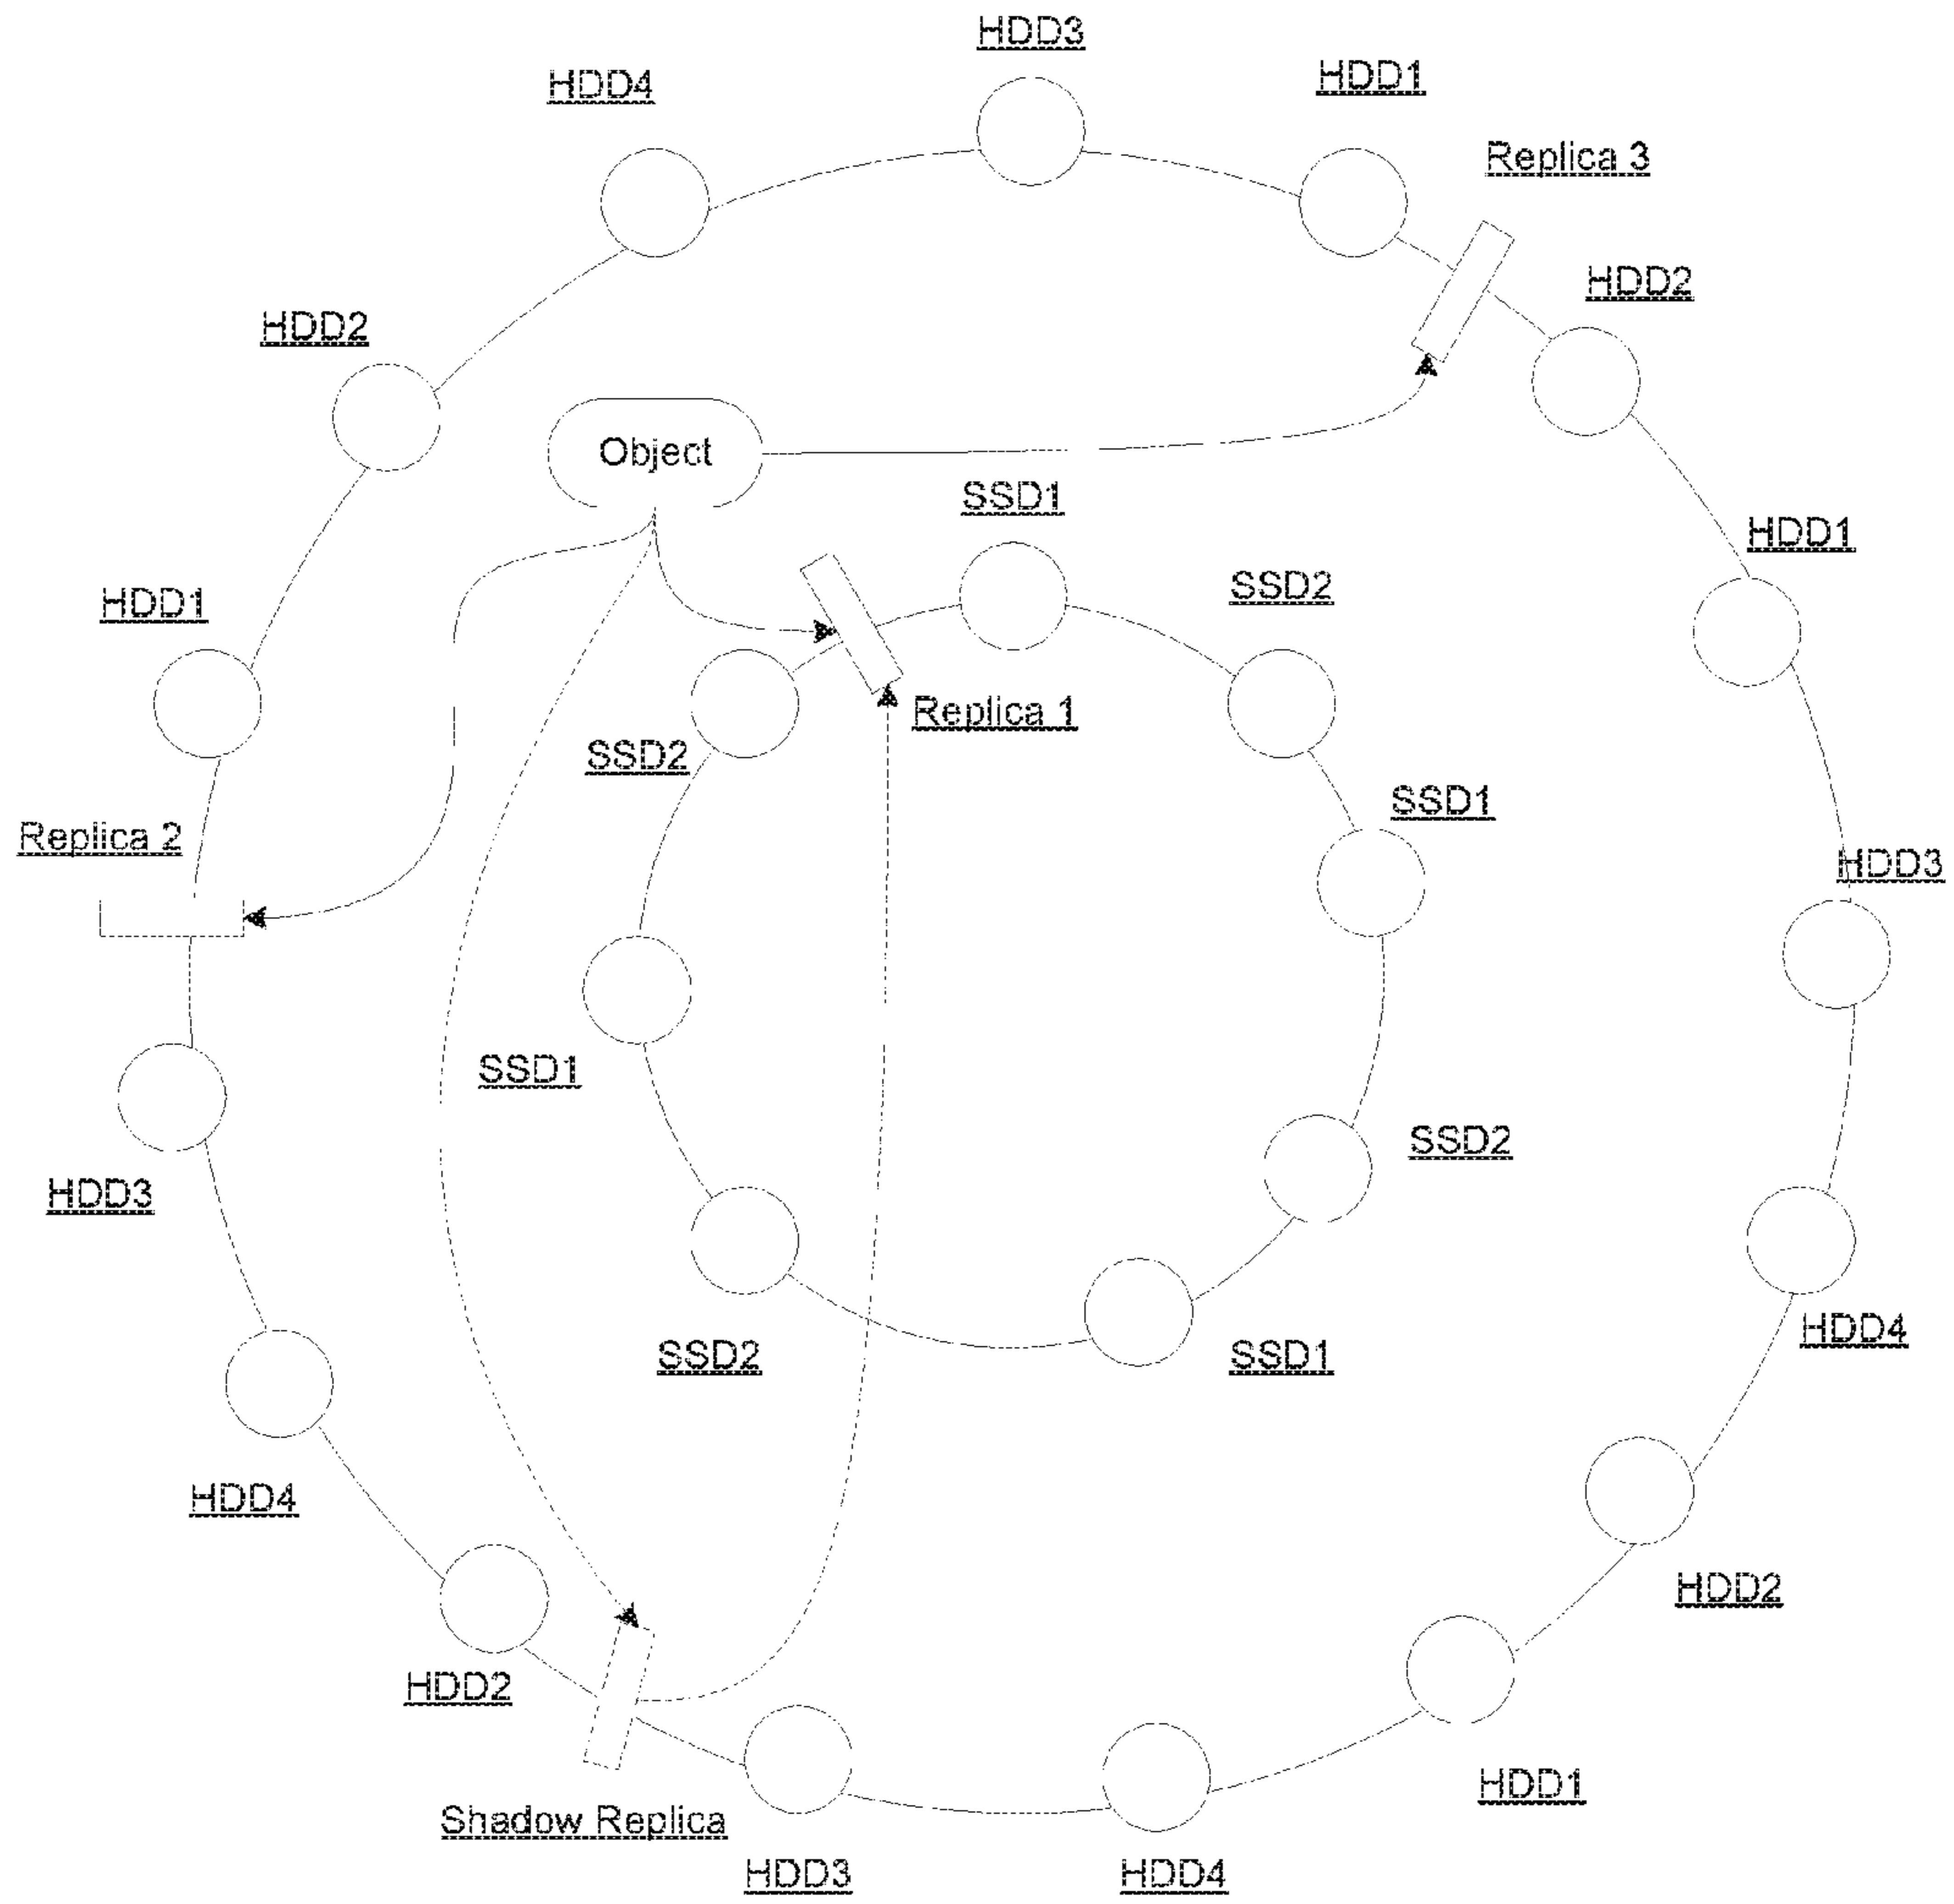 HDD3
HDD1
HDD4
Replica 3
HDD2
HDD2
Object
SSD1
HDD1
SSD2
HDD1
Replica 1
SSD2
SSD1
Replica 2
HDD3
SSD1
SSD2
HDD3
HDD4
SSD2
SSD1
HDD4
HDD2
HDD2
HDD1
Shadow Replica
HDD3
HDD4